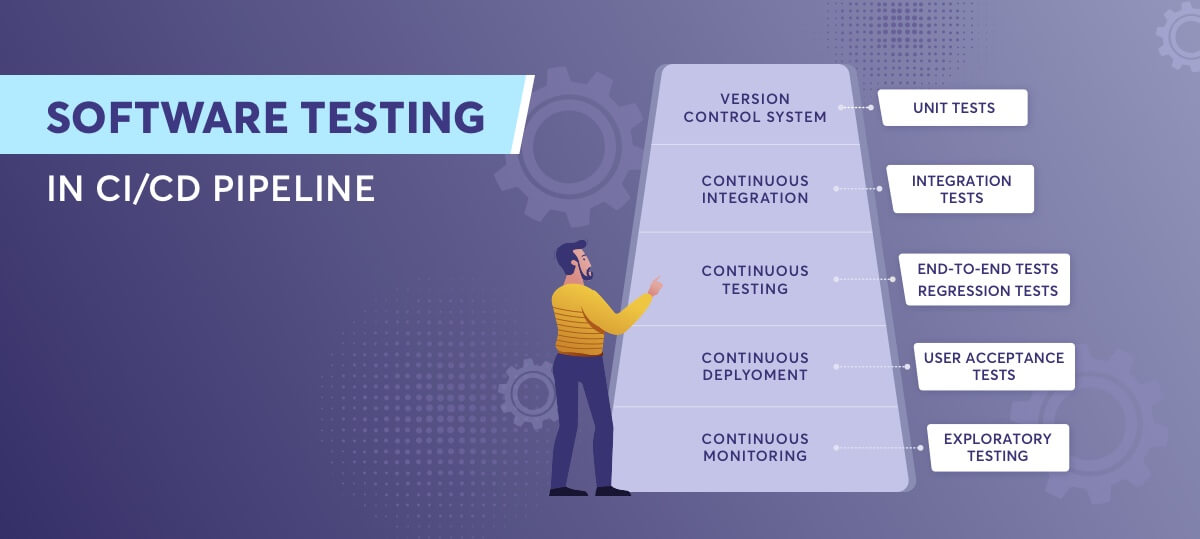 SOFTWARE TESTING
IN CI/CD PIPELINE
VERSION
CONTROL SYSTEM
UNIT TESTS
CONTINUOUS
INTEGRATION
INTEGRATION
TESTS
CONTINUOUS
TESTING
END-TO-END TESTS
REGRESSION TESTS
CONTINUOUS
DEPLYOMENT
USER ACCEPTANCE
TESTS
CONTINUOUS
MONITORING
EXPLORATORY
TESTING